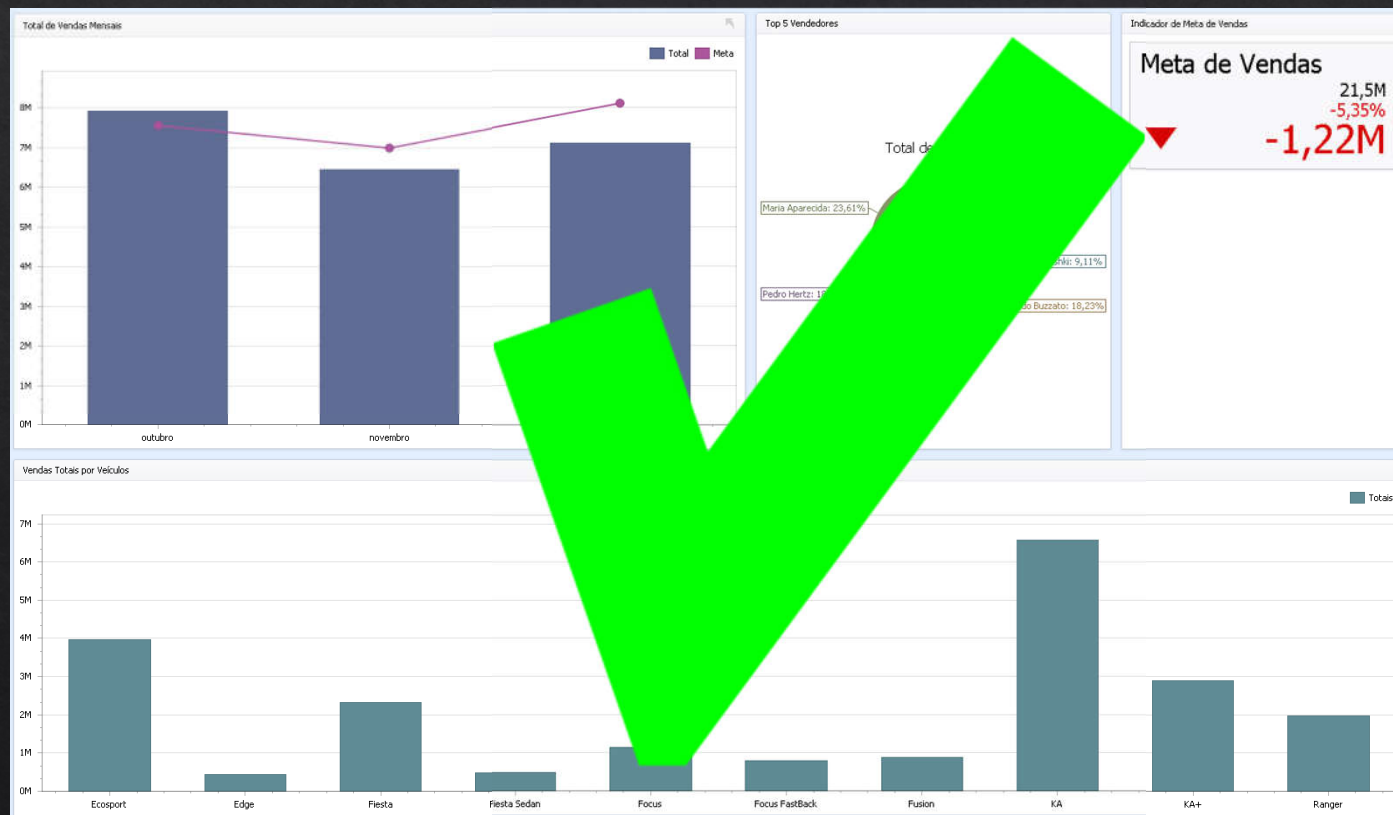 Total de Vendas Mensais
Total
Meta
8M
7M
6M
5M
4M
3M
2M
1M
0M
outubro
novembro
Top 5 Vendedores
Total de
Maria Aparecida: 23,61%
9,11%
Pedro Hertz:
Buzzato: 18,23%
Indicador de Meta de Vendas
Meta de Vendas
21,5M
-5,35%
-1,22M
Vendas Totais por Veículos
Totais
7M
6M
5M
4M
3M
2M
1M
0M
Ecosport
Edge
Fiesta
Fiesta Sedan
Focus
Focus FastBack
Fusion
KA
KA+
Ranger